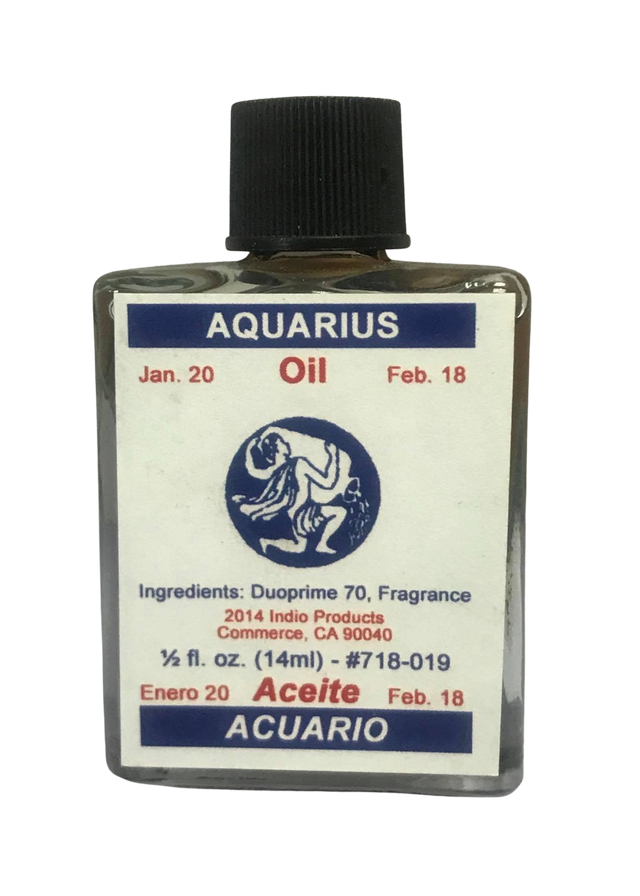 AQUARIUS
Jan. 20 Oil Feb. 18
Ingredients: Duoprime 70, Fragrance
2014 Indio Products
Commerce, CA 90040
½ fl. oz. (14ml) - #718-019
Enero 20 Aceite Feb. 18
ACUARIO